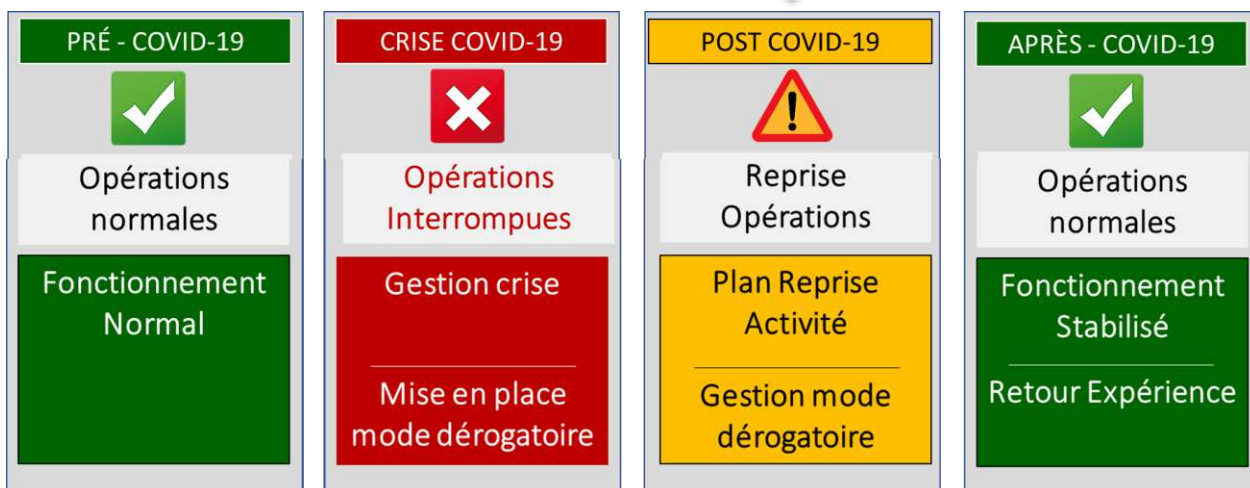 PRÉ - COVID-19
Opérations
normales
Fonctionnement
Normal
CRISE COVID-19
Opérations
Interrompues
Gestion crise
Mise en place
mode dérogatoire
POST COVID-19
Reprise
Opérations
Plan Reprise
Activité
Gestion mode
dérogatoire
APRÈS - COVID-19
Opérations
normales
Fonctionnement
Stabilisé
Retour Expérience